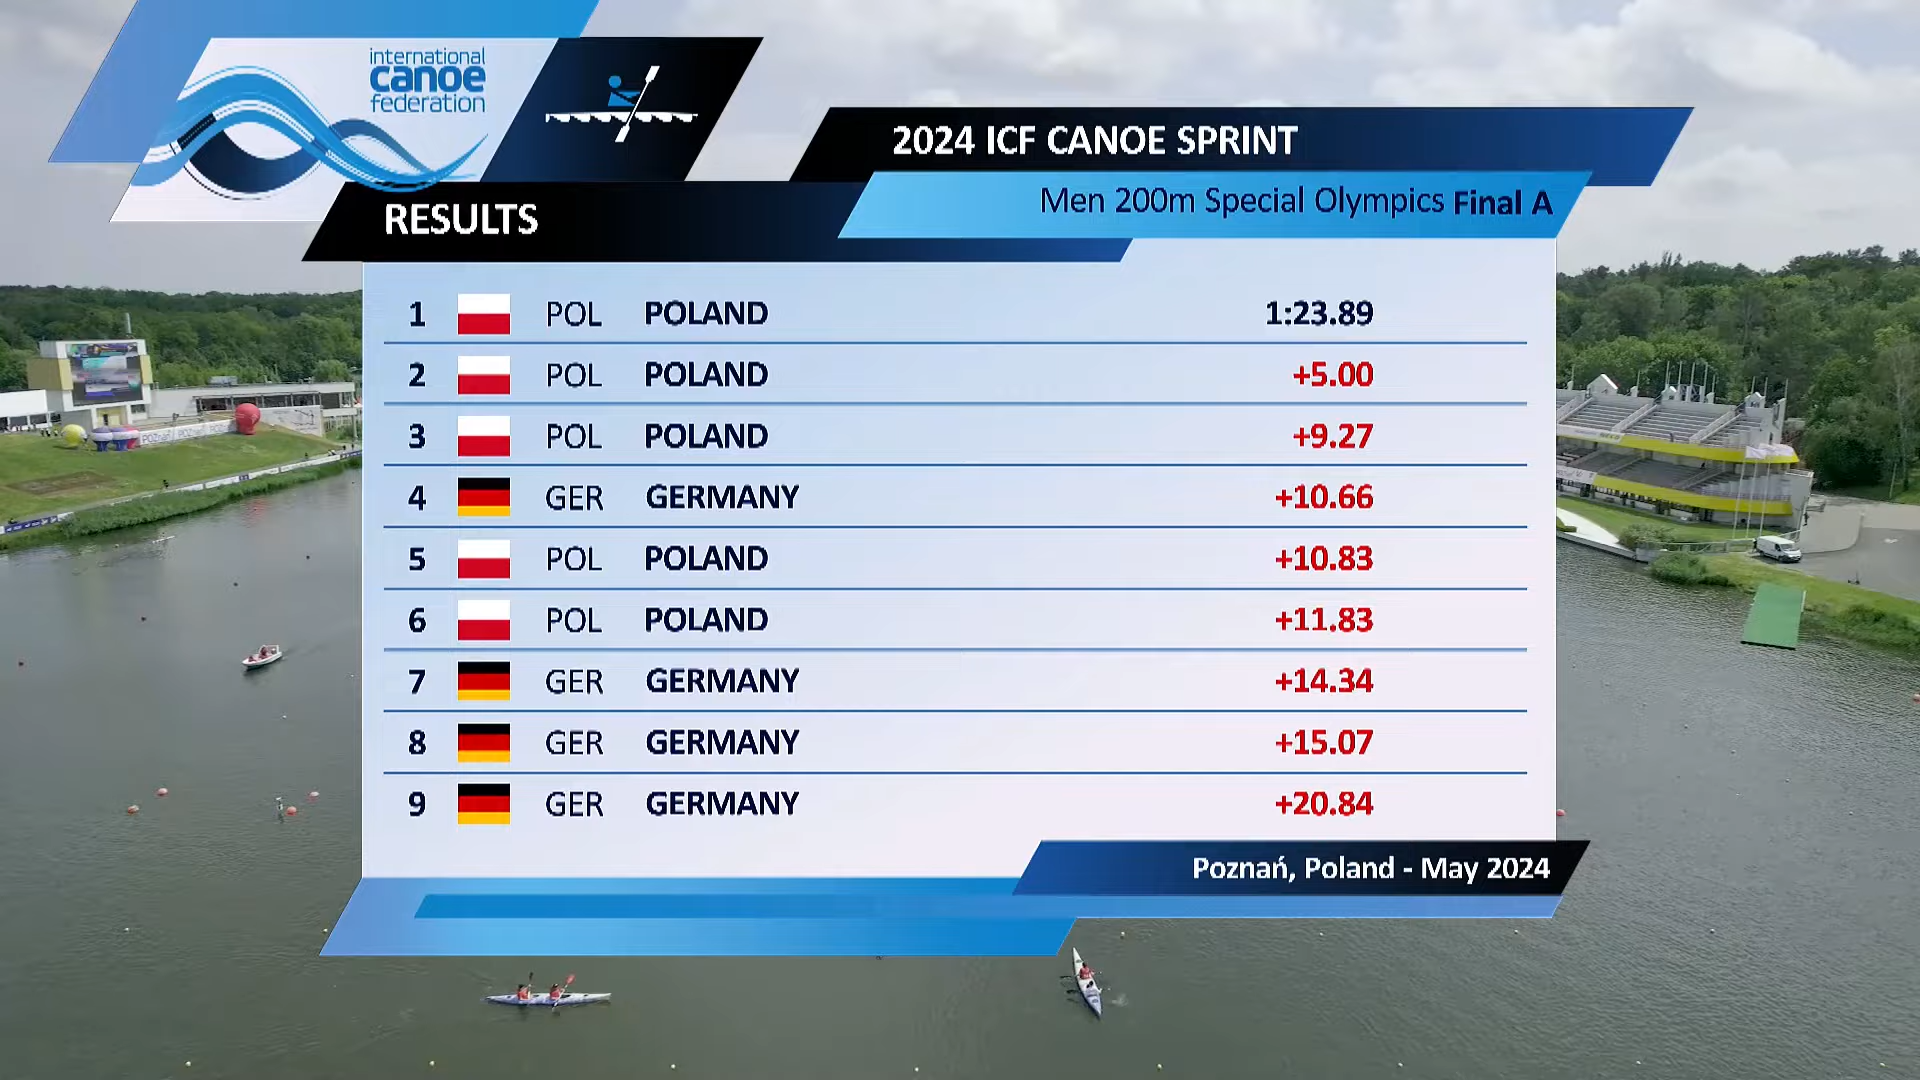 international
canoe
federation
2024 ICF CANOE SPRINT
Men 200m Special Olympics Final A
RESULTS
1 POL POLAND 1:23.89
2 POL POLAND +5.00
3 POL POLAND +9.27
4 GER GERMANY +10.66
5 POL POLAND +10.83
6 POL POLAND +11.83
7 GER GERMANY +14.34
8 GER GERMANY +15.07
9 GER GERMANY +20.84
Poznań, Poland - May 2024